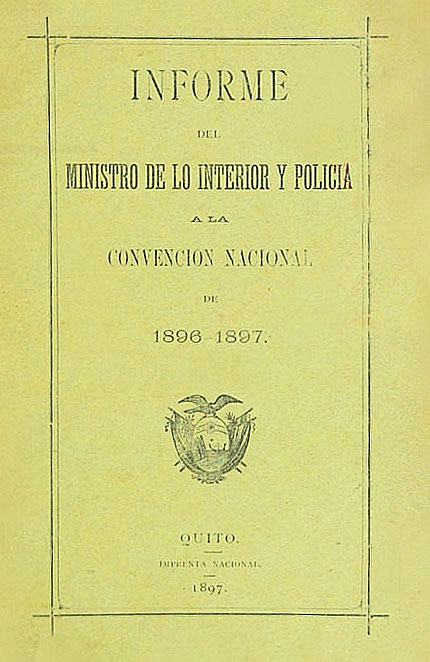 INFORME
DEL
MINISTRO DE LO INTERIOR Y POLICIA
A LA
CONVENCION NACIONAL
DE
1896-1897.
QUITO.
IMPRENTA NACIONAL.
1897.